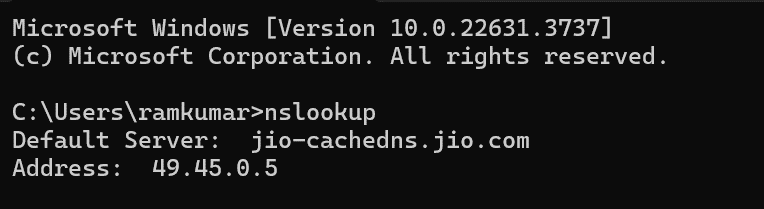 Microsoft Windows [Version 10.0.22631.3737]
(c) Microsoft Corporation. All rights reserved.
C:\Users\ramkumar>nslookup
Default Server:  jio-cachedns.jio.com
Address:  49.45.0.5